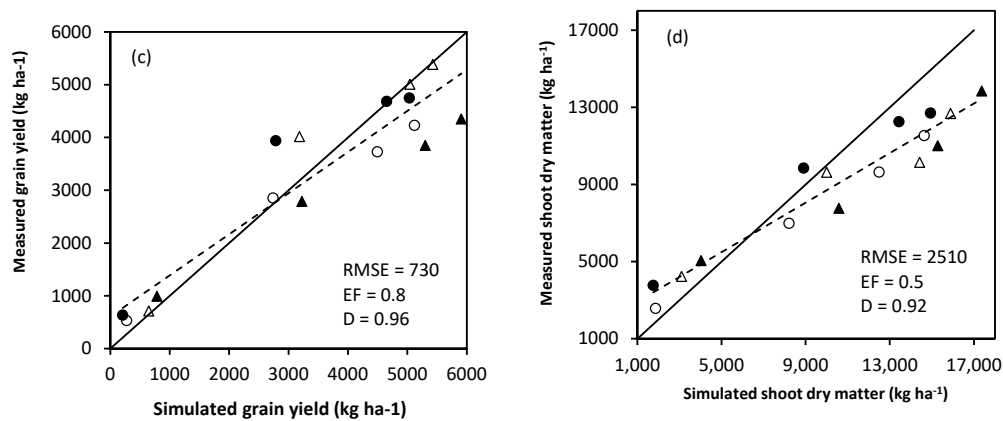 Measured grain yield (kg ha-1)
6000
5000
4000
3000
2000
1000
0
(c)
RMSE = 730
EF = 0.8
D = 0.96
0 1000 2000 3000 4000 5000 6000
Simulated grain yield (kg ha-1)
Measured shoot dry matter (kg ha⁻¹)
17000
13000
9000
5000
1000
(d)
RMSE = 2510
EF = 0.5
D = 0.92
1,000 5,000 9,000 13,000 17,000
Simulated shoot dry matter (kg ha⁻¹)